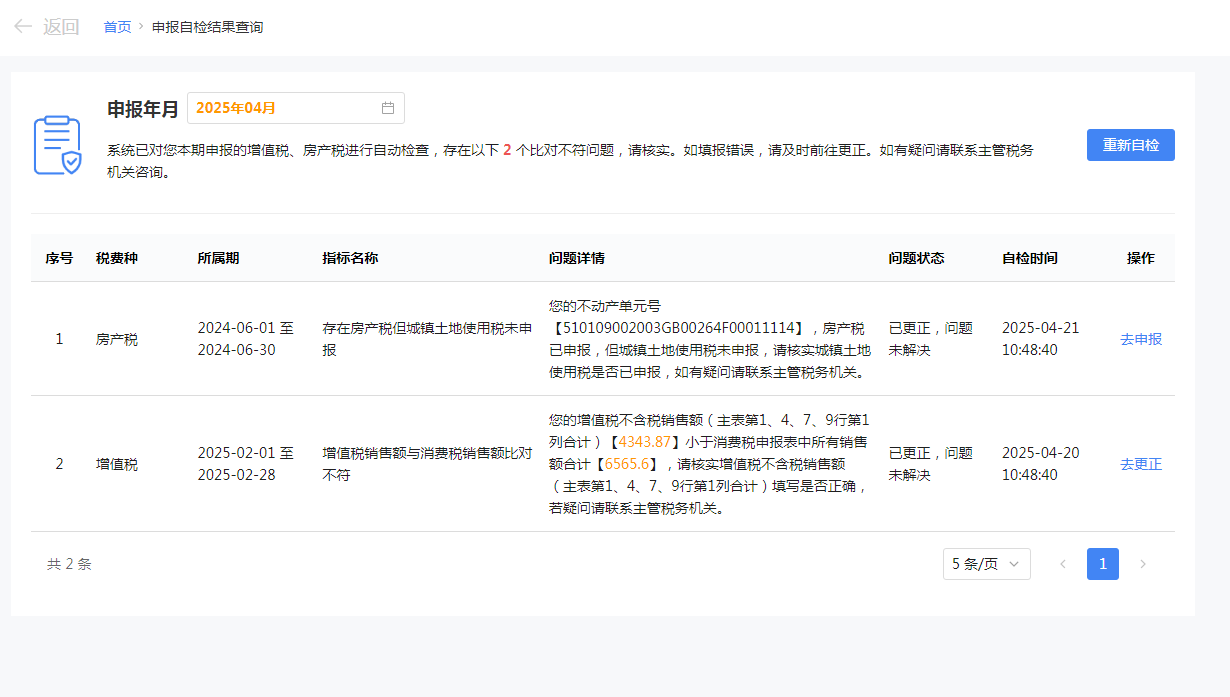 返回 首页 > 申报自检结果查询
申报年月 2025年04月
系统已对您本期申报的增值税、房产税进行自动检查，存在以下 2 个比对不符问题，请核实。如填报错误，请及时前往更正。如有疑问请联系主管税务
机关咨询。
重新自检
序号 税费种 所属期 指标名称 问题详情 问题状态 自检时间 操作
1
房产税
2024-06-01 至
2024-06-30
存在房产税但城镇土地使用税未申
报
您的不动产单元号
【510109002003GB00264F00011114】，房产税
已申报，但城镇土地使用税未申报，请核实城镇土地
使用税是否已申报，如有疑问请联系主管税务机关。
已更正，问题
未解决
2025-04-21
10:48:40
去申报
2
增值税
2025-02-01 至
2025-02-28
增值税销售额与消费税销售额比对
不符
您的增值税不含税销售额（主表第1、4、7、9行第1
列合计）【4343.87】小于消费税申报表中所有销售
额合计【6565.6】，请核实增值税不含税销售额
（主表第1、4、7、9行第1列合计）填写是否正确，
若疑问请联系主管税务机关。
已更正，问题
未解决
2025-04-20
10:48:40
去更正
共 2 条
5 条/页
1